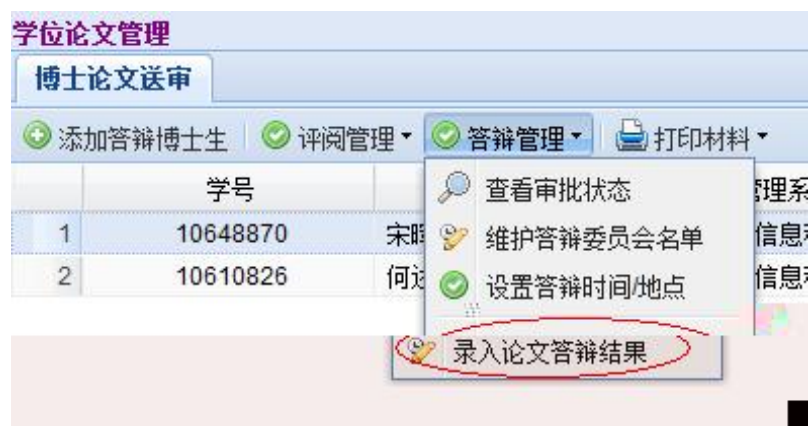 学位论文管理
博士论文送审
添加答辩博士生 评阅管理 答辩管理 打印材料
学号
查看审批状态
理系
1 10648870 宋
维护答辩委员会名单
信息
2 10610826 何
设置答辩时间/地点
信息
录入论文答辩结果